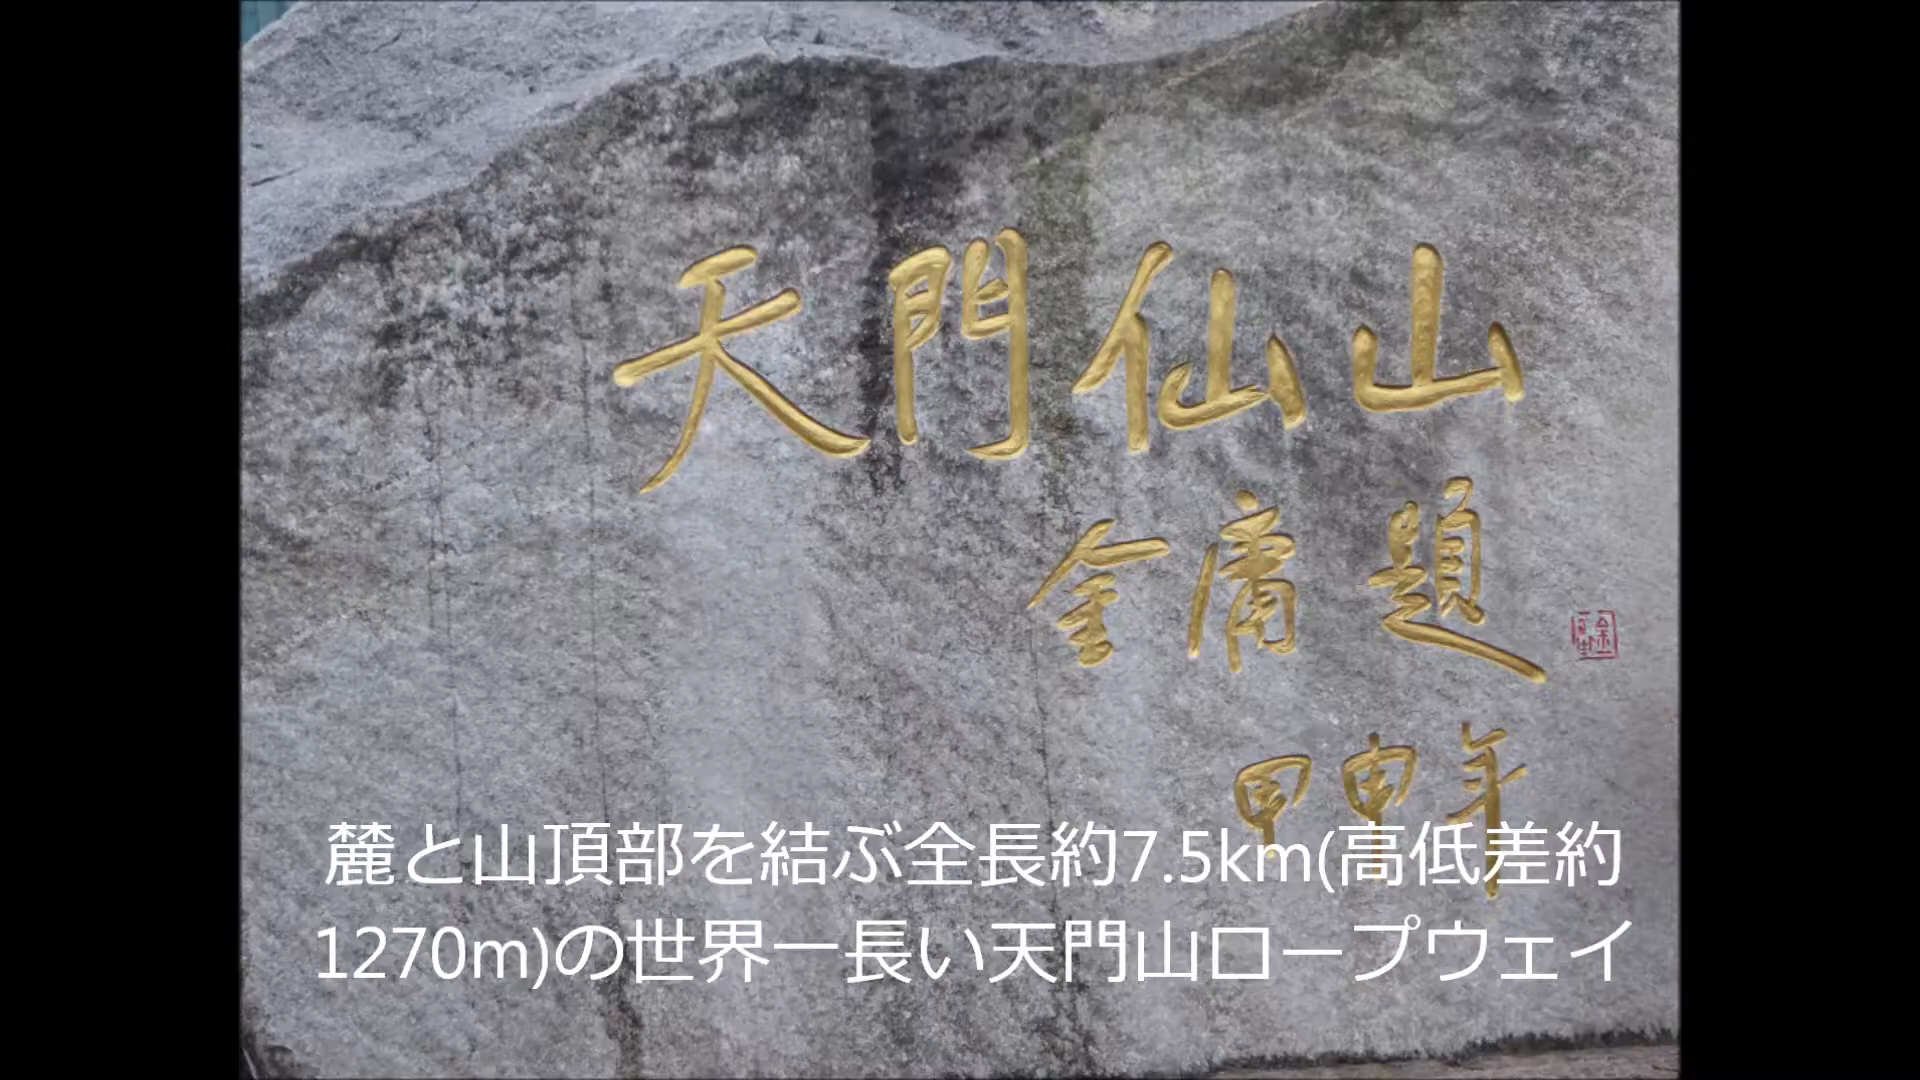 天門仙山
金庸題
甲申年
麓と山頂部を結ぶ全長約7.5km(高低差約
1270m)の世界一長い天門山ロープウェイ